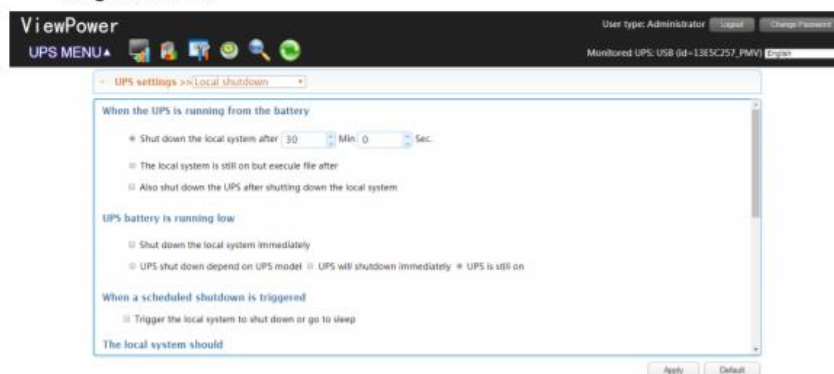 ViewPower
User type: Administrator Logout Change Password
UPS MENU
Monitored UPS: USB (id=13E5C257_PMV) English
UPS settings >> Local shutdown
When the UPS is running from the battery
Shut down the local system after 30 Min 0 Sec.
The local system is still on but execule file after
Also shut down the UPS after shutting down the local system
UPS battery is running low
Shut down the local system immediately
UPS shut down depend on UPS model UPS will shutdown immediately UPS is still on
When a scheduled shutdown is triggered
Trigger the local system to shut down or go to sleep
The local system should
Apply Default